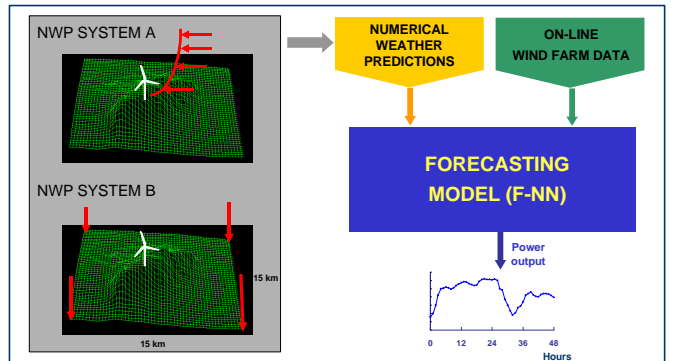 NWP SYSTEM A
NWP SYSTEM B
15 km
15 km
NUMERICAL
WEATHER
PREDICTIONS
ON-LINE
WIND FARM DATA
FORECASTING
MODEL (F-NN)
Power
output
0 12 24 36 48
Hours